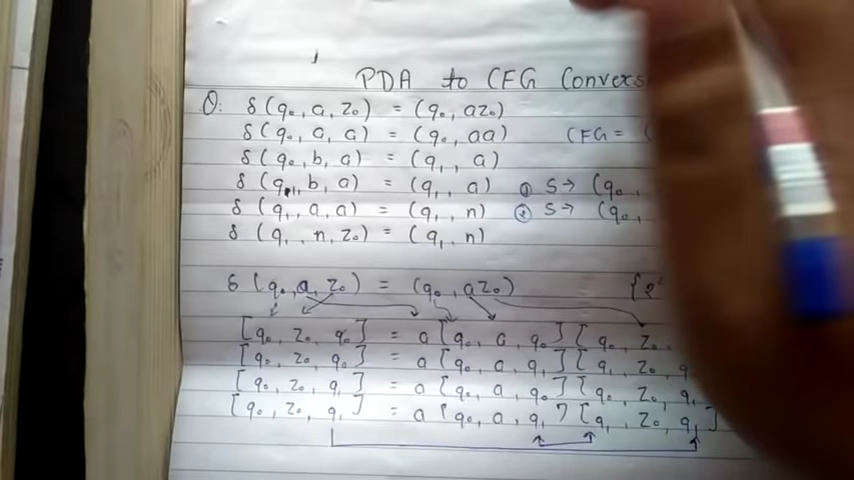 PDA to CFG Convers
Q: δ(q₀, a, z₀) = (q₀, az₀)
δ(q₀, a, a) = (q₀, aa) CFG = (
δ(q₀, b, a) = (q₁, a)
δ(q₁, b, a) = (q₁, a) ① S→ (q₀,
δ(q₁, a, a) = (q₁, n) ② S→ (q₀,
δ(q₁, n, z₀) = (q₁, n)
δ(q₀, a, z₀) = (q₀, az₀) {2
[q₀, z₀, q₀] = a[q₀, a, q₀][q₀, z₀,
[q₀, z₀, q₀] = a[q₀, a, q₁][q₁, z₀, q
[q₀, z₀, q₁] = a[q₀, a, q₀][q₀, z₀, q₁
[q₀, z₀, q₁] = a[q₀, a, q₁][q₁, z₀, q₁]